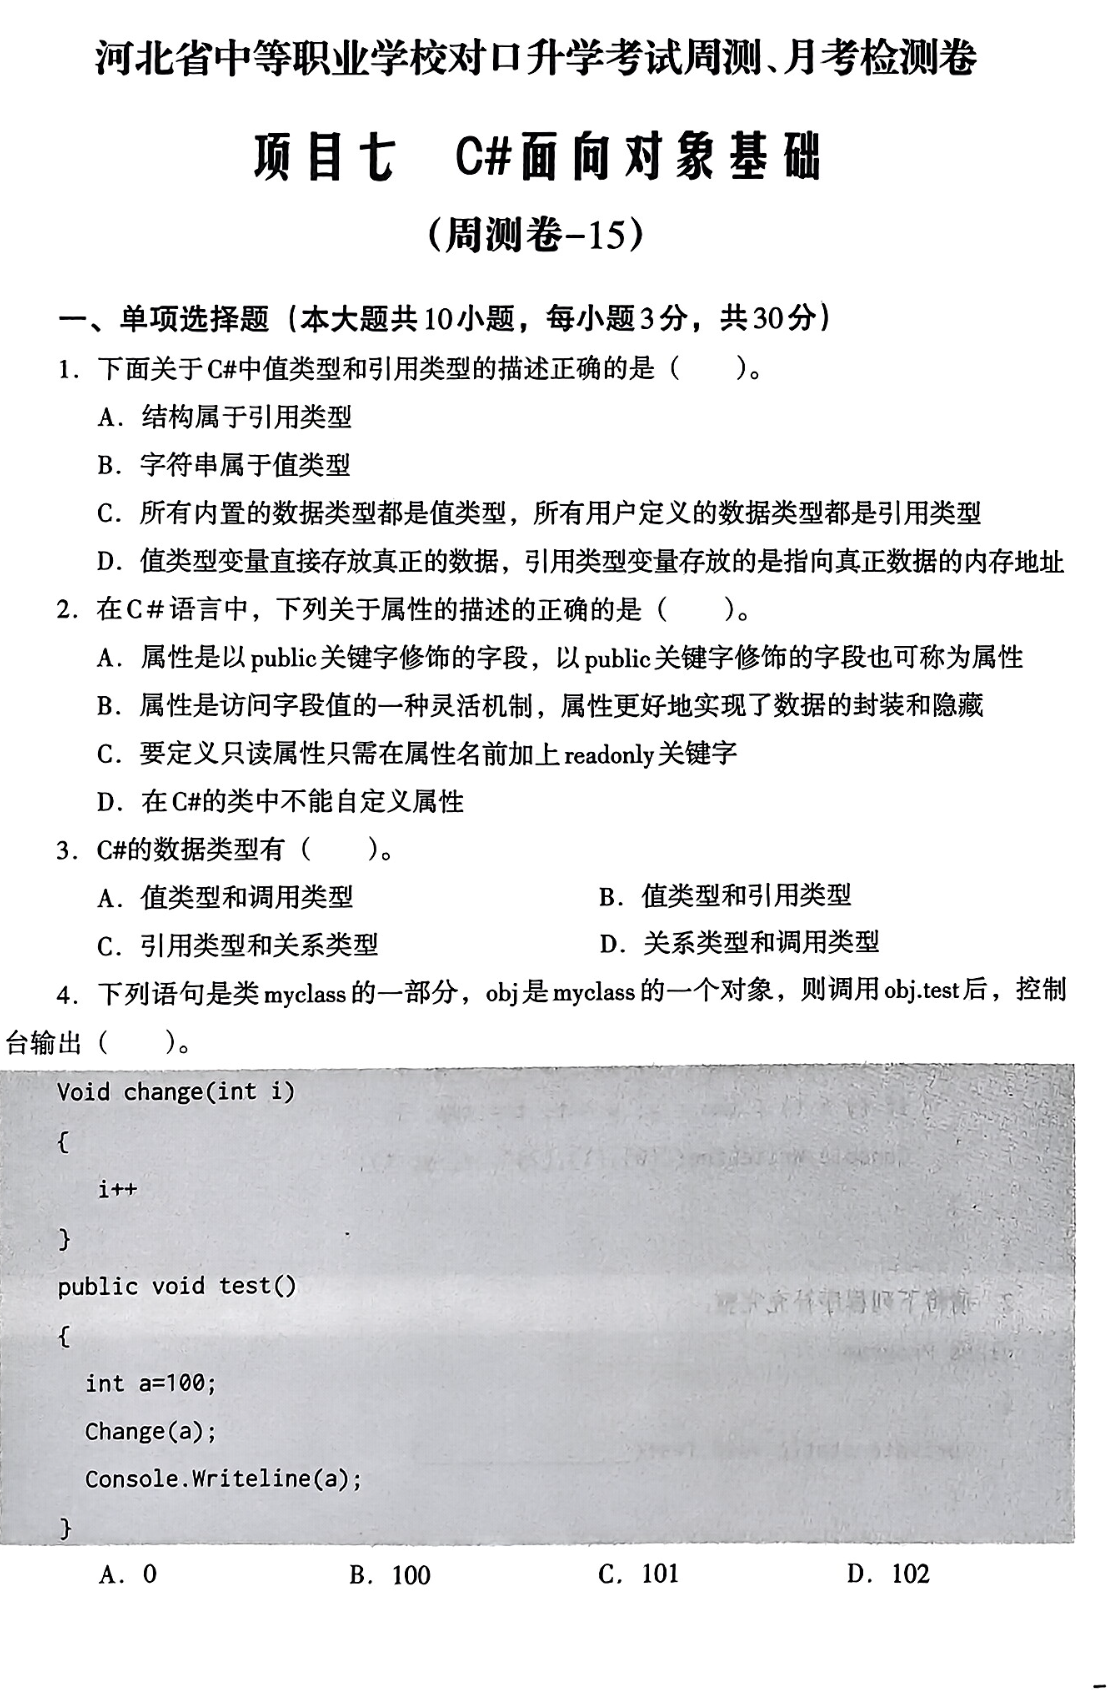 河北省中等职业学校对口升学考试周测、月考检测卷
项目七 C#面向对象基础
（周测卷-15）
一、单项选择题（本大题共10小题，每小题3分，共30分）
1. 下面关于C#中值类型和引用类型的描述正确的是（ ）。
A. 结构属于引用类型
B. 字符串属于值类型
C. 所有内置的数据类型都是值类型，所有用户定义的数据类型都是引用类型
D. 值类型变量直接存放真正的数据，引用类型变量存放的是指向真正数据的内存地址
2. 在C#语言中，下列关于属性的描述的正确的是（ ）。
A. 属性是以public关键字修饰的字段，以public关键字修饰的字段也可称为属性
B. 属性是访问字段值的一种灵活机制，属性更好地实现了数据的封装和隐藏
C. 要定义只读属性只需在属性名前加上readonly关键字
D. 在C#的类中不能自定义属性
3. C#的数据类型有（ ）。
A. 值类型和调用类型 B. 值类型和引用类型
C. 引用类型和关系类型 D. 关系类型和调用类型
4. 下列语句是类myclass的一部分，obj是myclass的一个对象，则调用obj.test后，控制
台输出（ ）。
Void change(int i)
{
i++
}
public void test()
{
int a=100;
Change(a);
Console.Writeline(a);
}
A. 0 B. 100 C. 101 D. 102